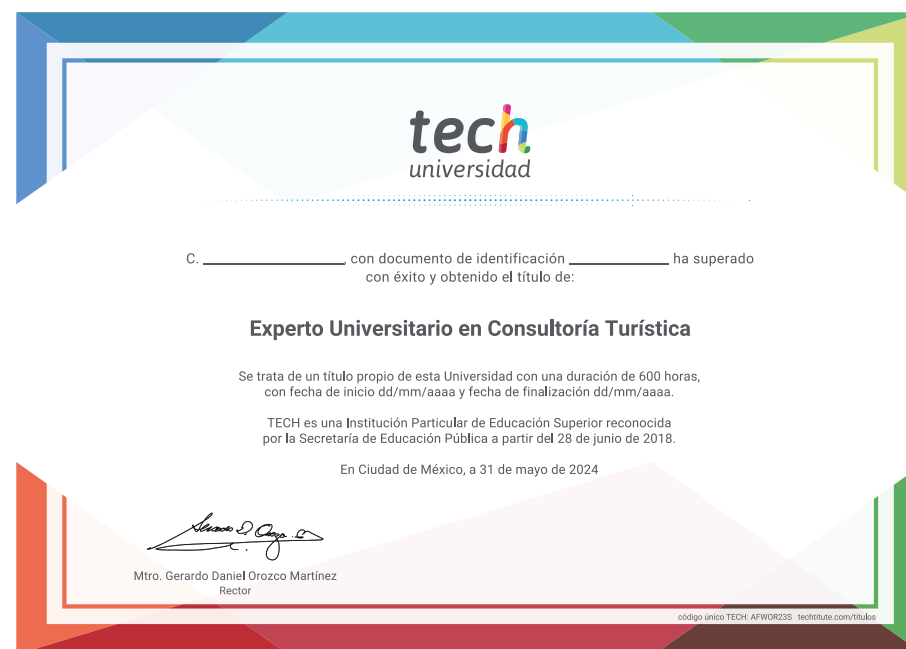 tech
universidad
C. ____________, con documento de identificación ____________ ha superado
con éxito y obtenido el título de:
Experto Universitario en Consultoría Turística
Se trata de un título propio de esta Universidad con una duración de 600 horas,
con fecha de inicio dd/mm/aaaa y fecha de finalización dd/mm/aaaa.
TECH es una Institución Particular de Educación Superior reconocida
por la Secretaría de Educación Pública a partir del 28 de junio de 2018.
En Ciudad de México, a 31 de mayo de 2024
Mtro. Gerardo Daniel Orozco Martínez
Rector
código único TECH: AFWOR23S techtitute.com/titulos